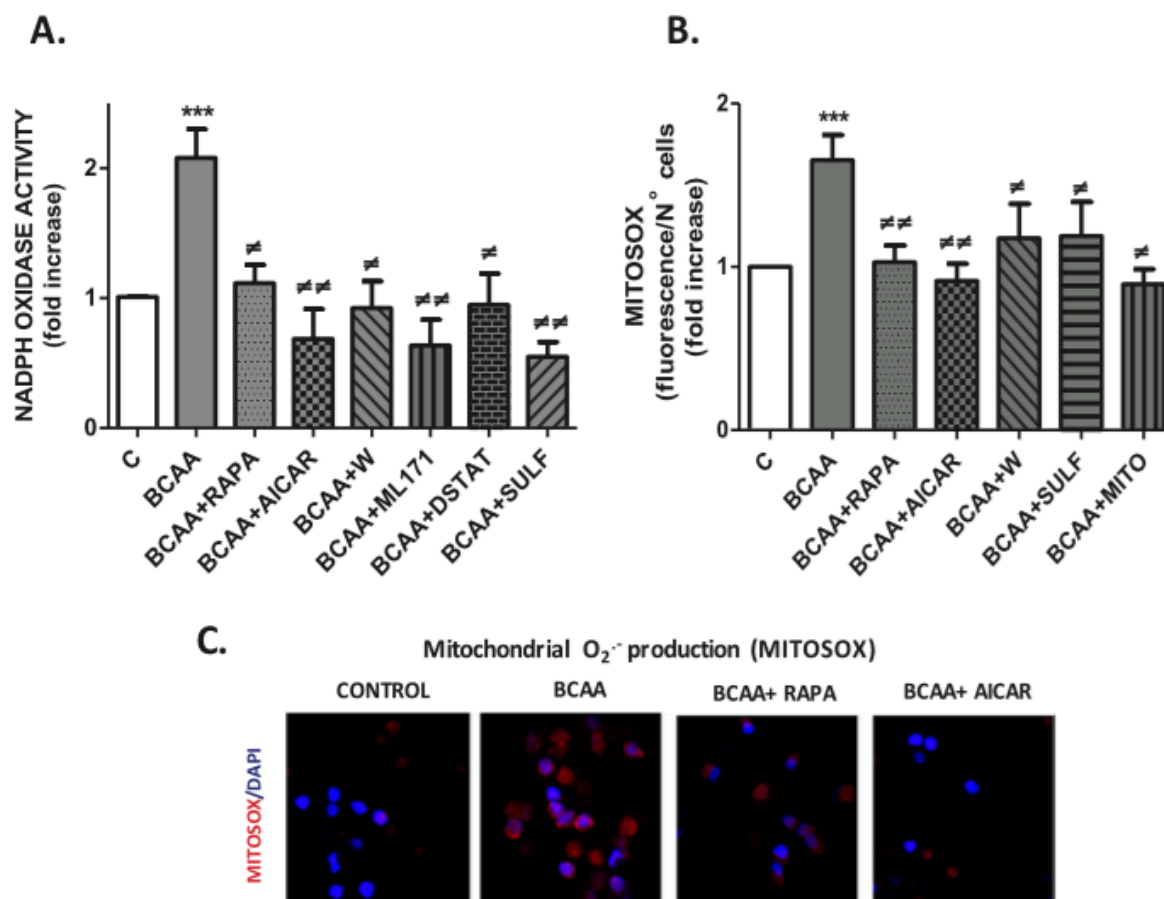 A.
NADPH OXIDASE ACTIVITY
(fold increase)
2
1
0
***
≠
≠≠
≠
≠≠
≠
≠≠
C
BCAA
BCAA+RAPA
BCAA+AICAR
BCAA+W
BCAA+ML171
BCAA+DSTAT
BCAA+SULF
B.
MITOSOX
(fluorescence/N° cells
(fold increase)
2
1
0
***
≠≠
≠≠
≠
≠
≠
C
BCAA
BCAA+RAPA
BCAA+AICAR
BCAA+W
BCAA+SULF
BCAA+MITO
C.
Mitochondrial O₂·⁻ production (MITOSOX)
CONTROL
BCAA
BCAA+ RAPA
BCAA+ AICAR
MITOSOX/DAPI